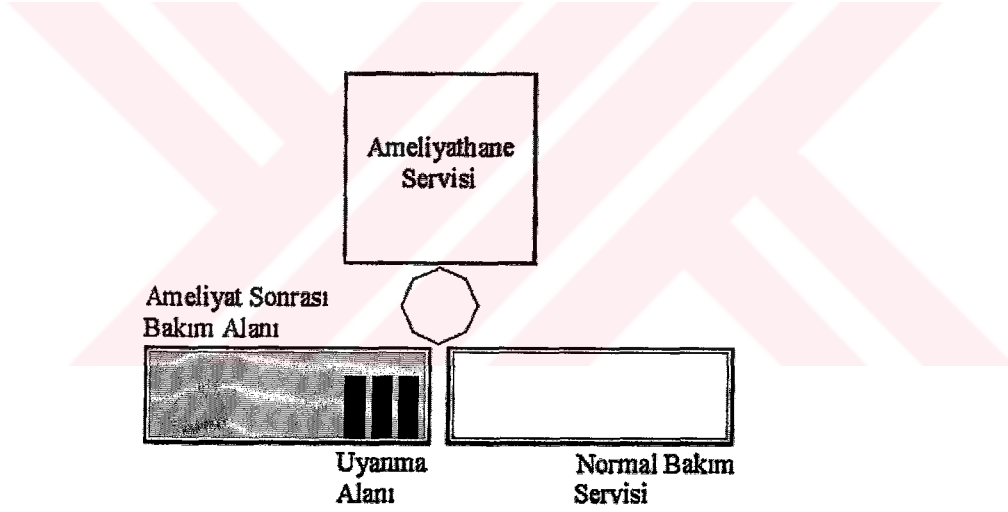 Ameliyathane
Servisi
Ameliyat Sonrası
Bakım Alanı
Uyanma
Alanı
Normal Bakım
Servisi